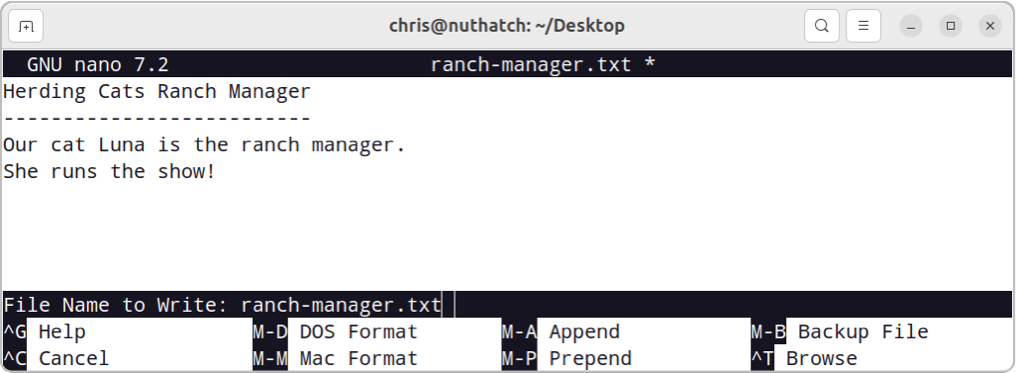 chris@nuthatch: ~/Desktop
GNU nano 7.2 ranch-manager.txt *
Herding Cats Ranch Manager
--------------------------
Our cat Luna is the ranch manager.
She runs the show!
File Name to Write: ranch-manager.txt
^G Help M-D DOS Format M-A Append M-B Backup File
^C Cancel M-M Mac Format M-P Prepend ^T Browse